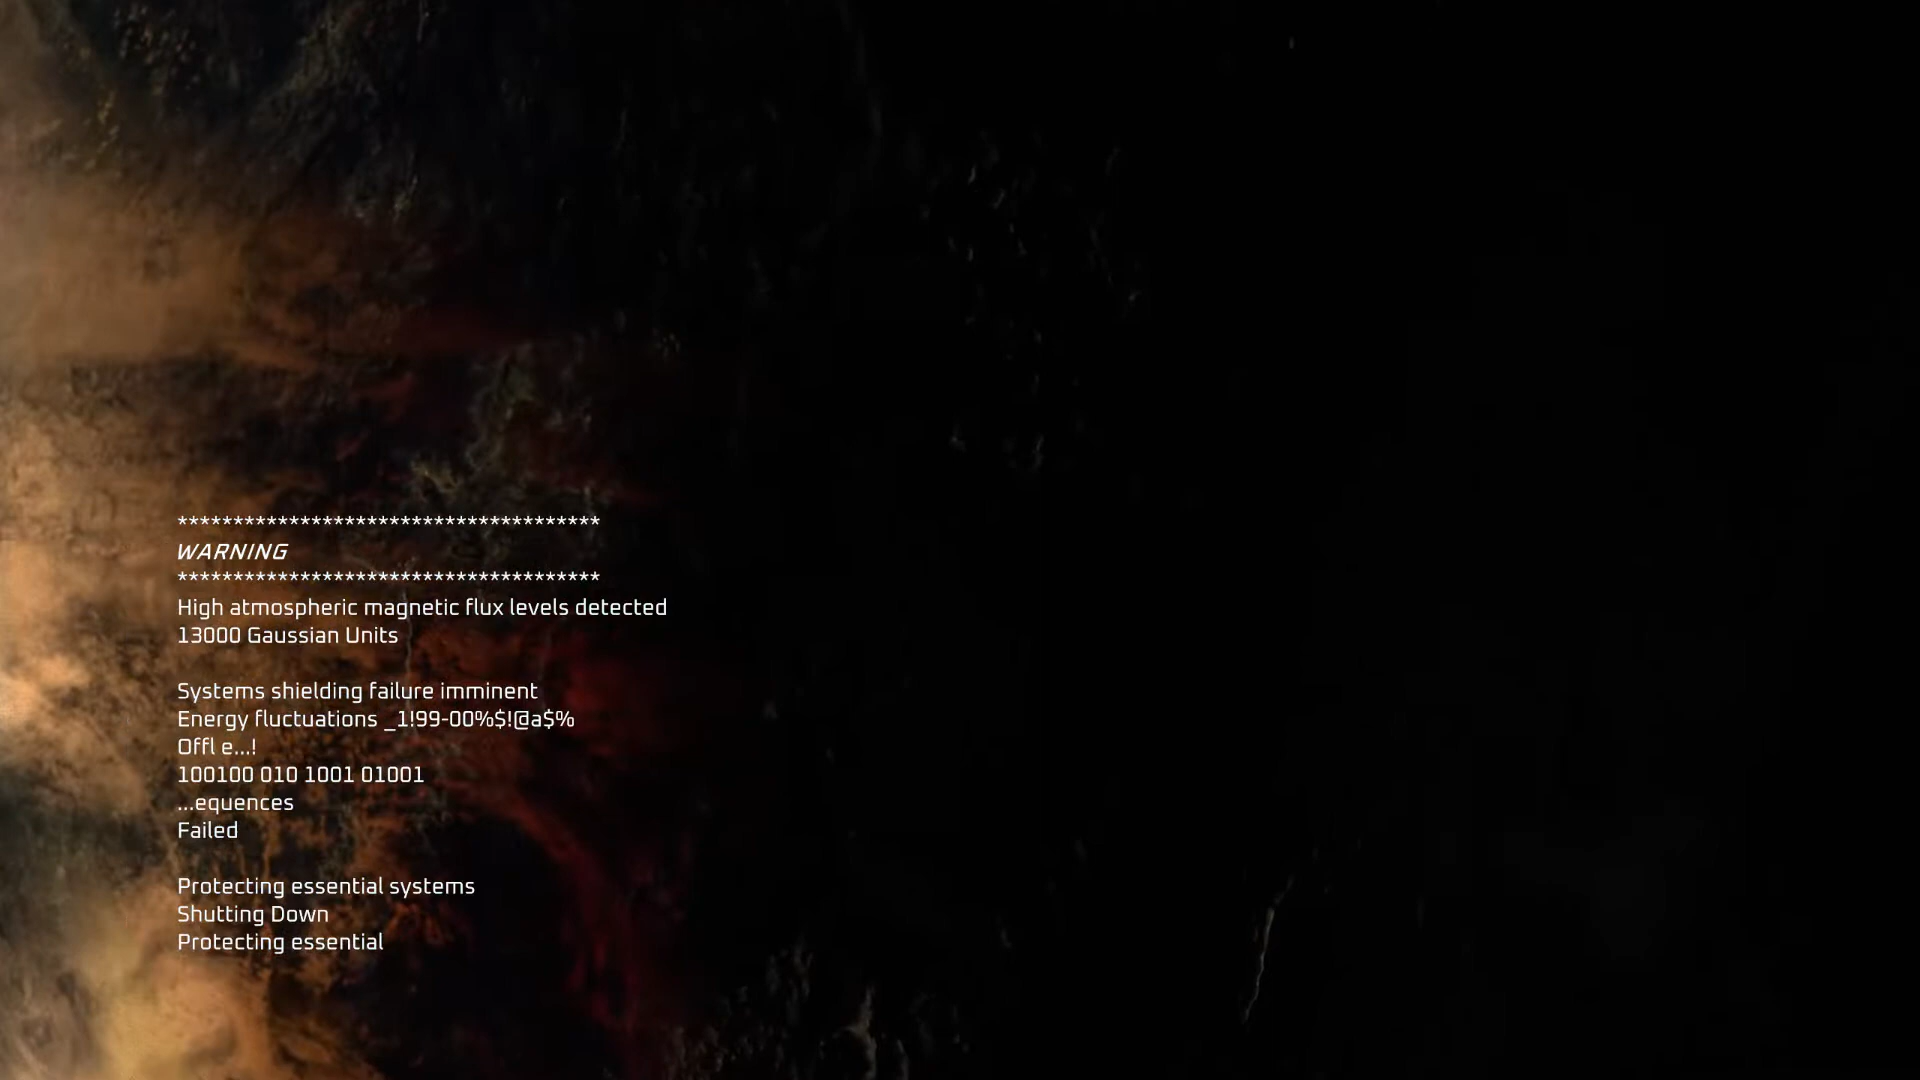 **************************************
WARNING
**************************************
High atmospheric magnetic flux levels detected
13000 Gaussian Units
Systems shielding failure imminent
Energy fluctuations _1!99-00%$!@a$%
Offl e...!
100100 010 1001 01001
...equences
Failed
Protecting essential systems
Shutting Down
Protecting essential